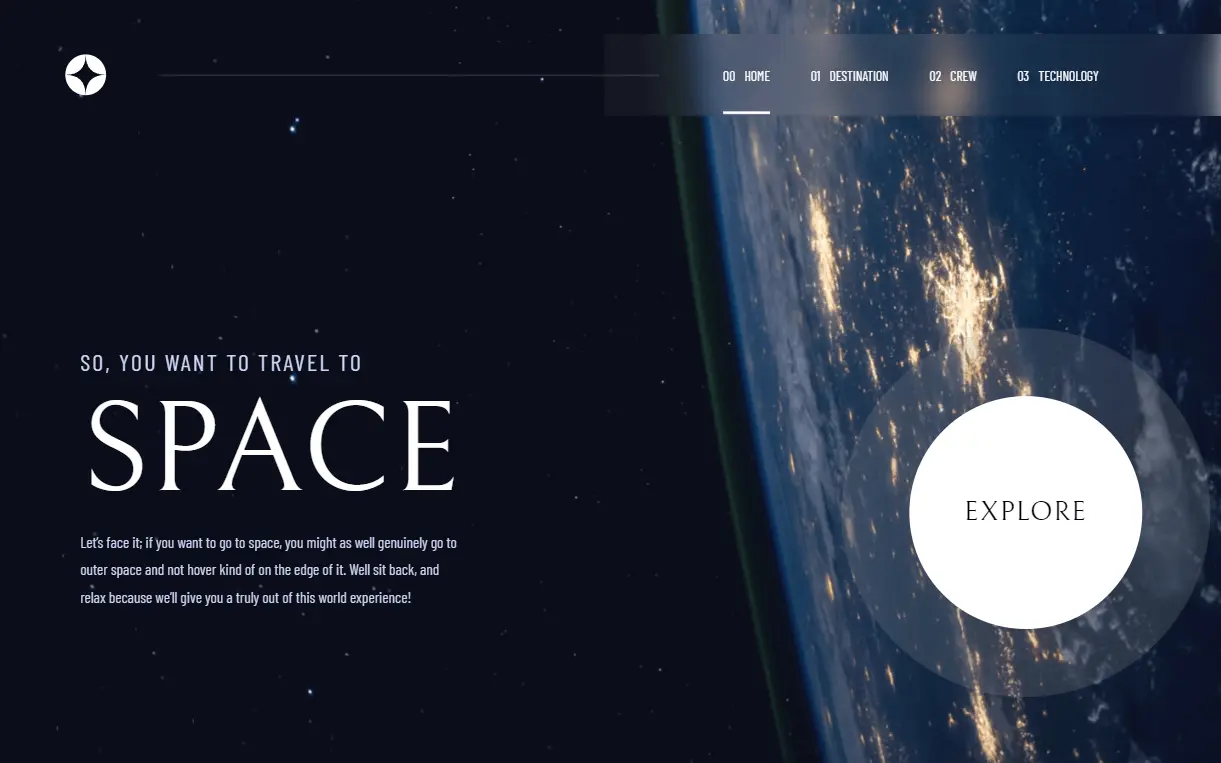 00 HOME 01 DESTINATION 02 CREW 03 TECHNOLOGY
SO, YOU WANT TO TRAVEL TO
SPACE
Let's face it; if you want to go to space, you might as well genuinely go to
outer space and not hover kind of on the edge of it. Well sit back, and
relax because we'll give you a truly out of this world experience!
EXPLORE